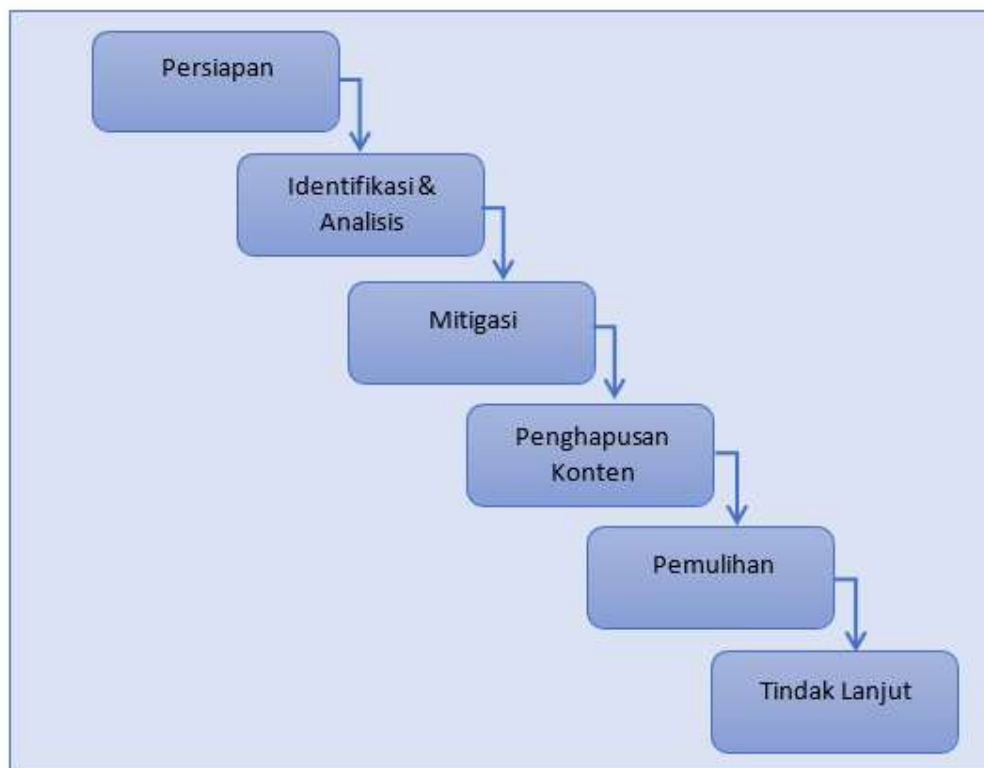 Persiapan
Identifikasi &
Analisis
Mitigasi
Penghapusan
Konten
Pemulihan
Tindak Lanjut